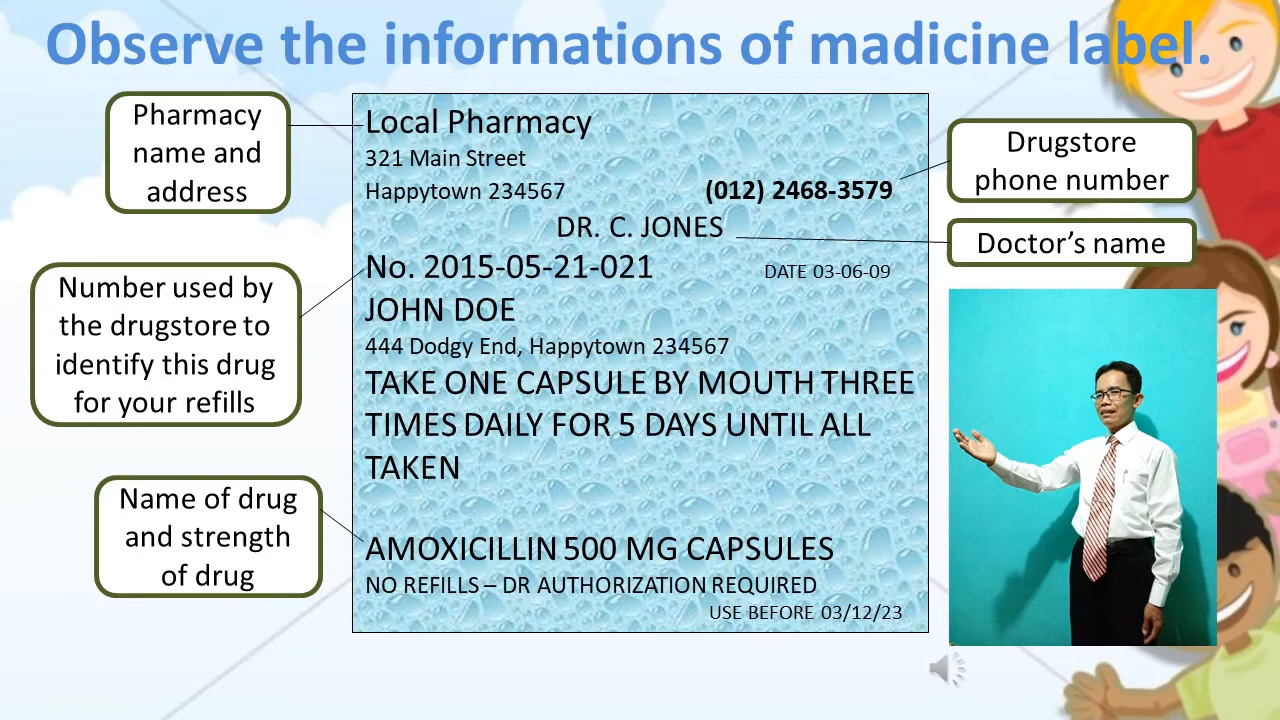 Observe the informations of madicine label.
Pharmacy
name and
address
Local Pharmacy
321 Main Street
Happytown 234567
(012) 2468-3579
Drugstore
phone number
DR. C. JONES
Doctor's name
No. 2015-05-21-021
DATE 03-06-09
Number used by
the drugstore to
identify this drug
for your refills
JOHN DOE
444 Dodgy End, Happytown 234567
TAKE ONE CAPSULE BY MOUTH THREE
TIMES DAILY FOR 5 DAYS UNTIL ALL
TAKEN
Name of drug
and strength
of drug
AMOXICILLIN 500 MG CAPSULES
NO REFILLS – DR AUTHORIZATION REQUIRED
USE BEFORE 03/12/23